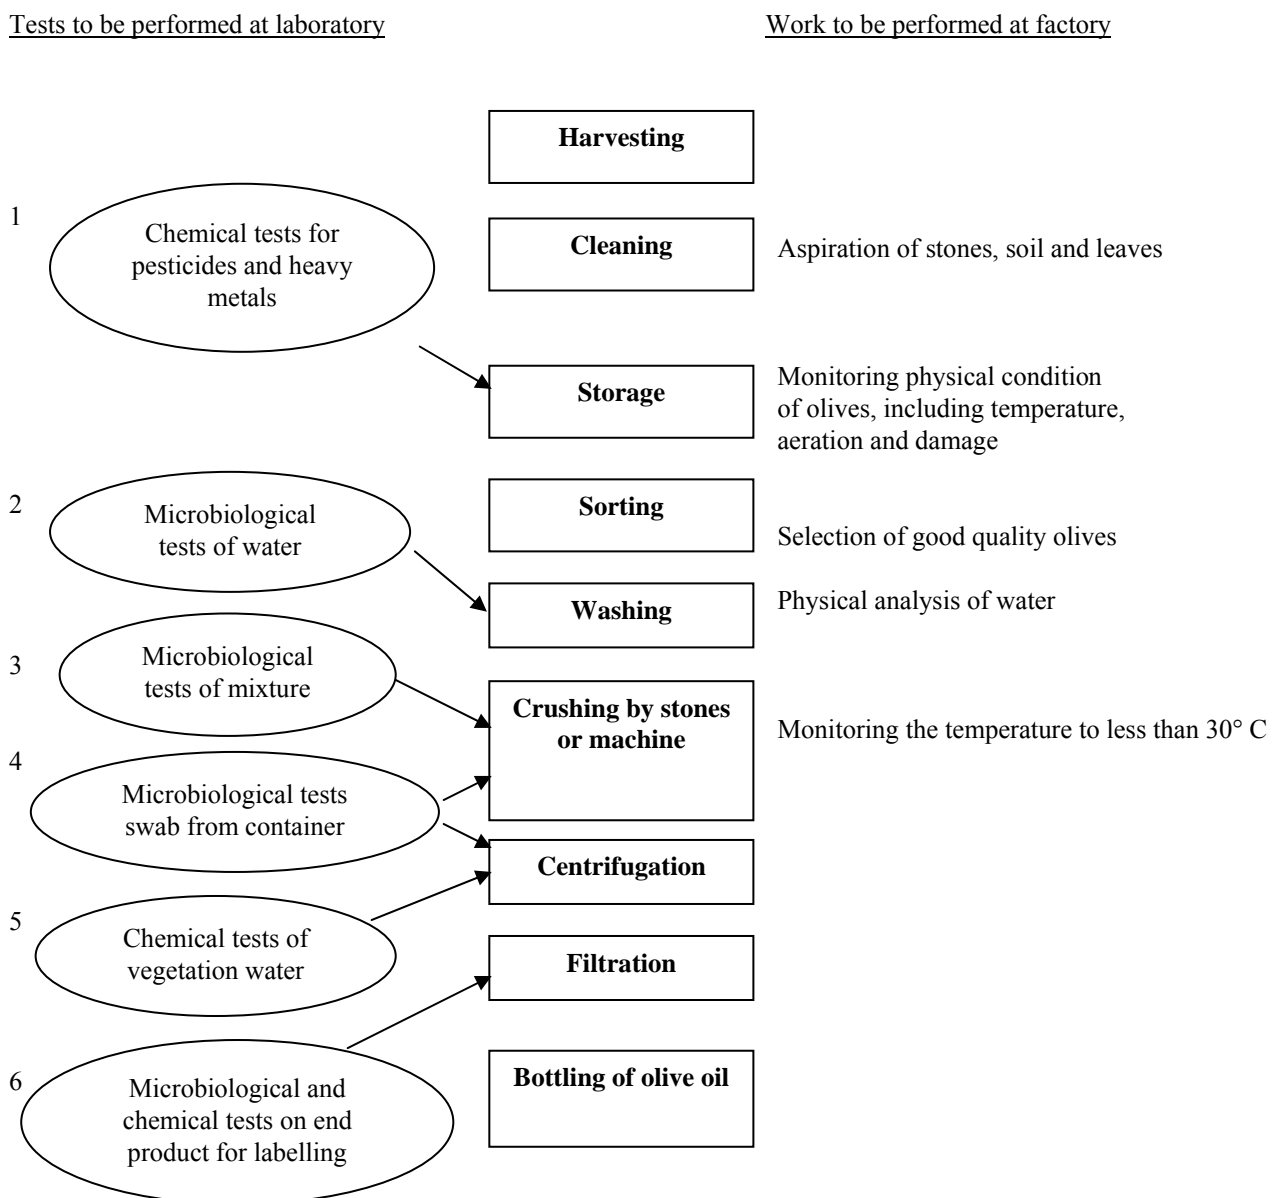 Tests to be performed at laboratory
Work to be performed at factory
Harvesting
1
Chemical tests for
pesticides and heavy
metals
Cleaning
Aspiration of stones, soil and leaves
Storage
Monitoring physical condition
of olives, including temperature,
aeration and damage
2
Microbiological
tests of water
Sorting
Selection of good quality olives
Washing
Physical analysis of water
3
Microbiological
tests of mixture
Crushing by stones
or machine
Monitoring the temperature to less than 30° C
4
Microbiological tests
swab from container
Centrifugation
5
Chemical tests of
vegetation water
Filtration
6
Microbiological and
chemical tests on end
product for labelling
Bottling of olive oil